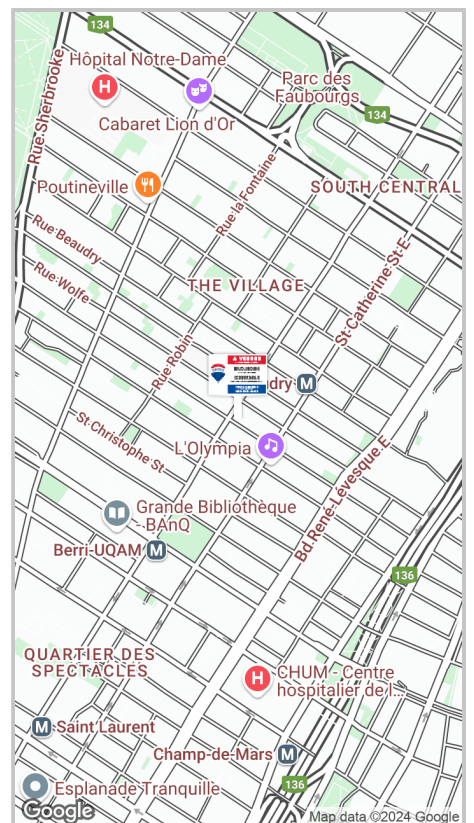 134
Hôpital Notre-Dame
Parc des
Faubourgs
134
Cabaret Lion d'Or
Rue Sherbrooke
Poutineville
Rue la Fontaine
SOUTH CENTRAL
Rue Beaudry
Rue Wolfe
THE VILLAGE
St Catherine St E
Rue Robin
À VENDRE
dry
St Christophe St
L'Olympia
Bd René-Lévesque E
Grande Bibliothèque
- BAnQ
Berri-UQAM
136
QUARTIER DES
SPECTACLES
CHUM - Centre
hospitalier de l...
Saint Laurent
Champ-de-Mars
136
Esplanade Tranquille
Google
Map data ©2024 Google